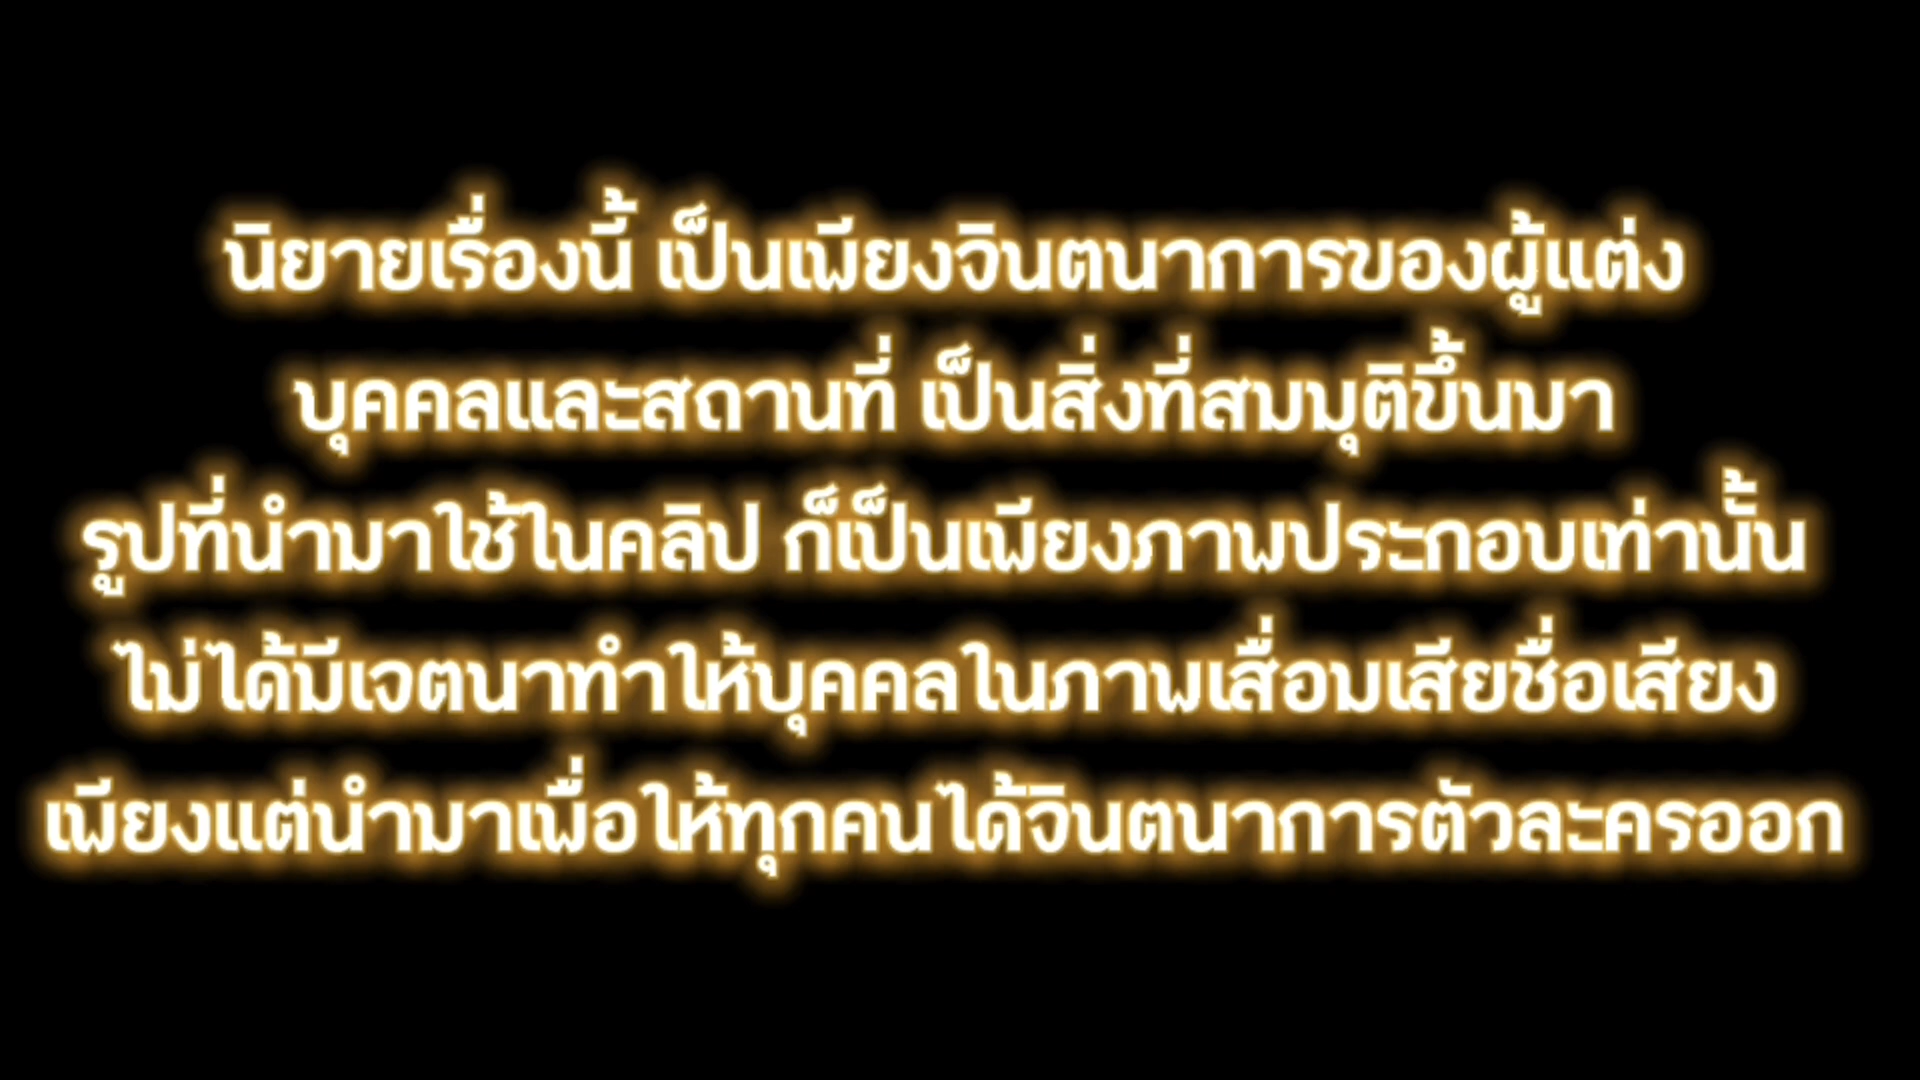 นิยายเรื่องนี้ เป็นเพียงจินตนาการของผู้แต่ง
บุคคลและสถานที่ เป็นสิ่งที่สมมุติขึ้นมา
รูปที่นำมาใช้ในคลิป ก็เป็นเพียงภาพประกอบเท่านั้น
ไม่ได้มีเจตนาทำให้บุคคลในภาพเสื่อมเสียชื่อเสียง
เพียงแต่นำมาเพื่อให้ทุกคนได้จินตนาการตัวละครออก